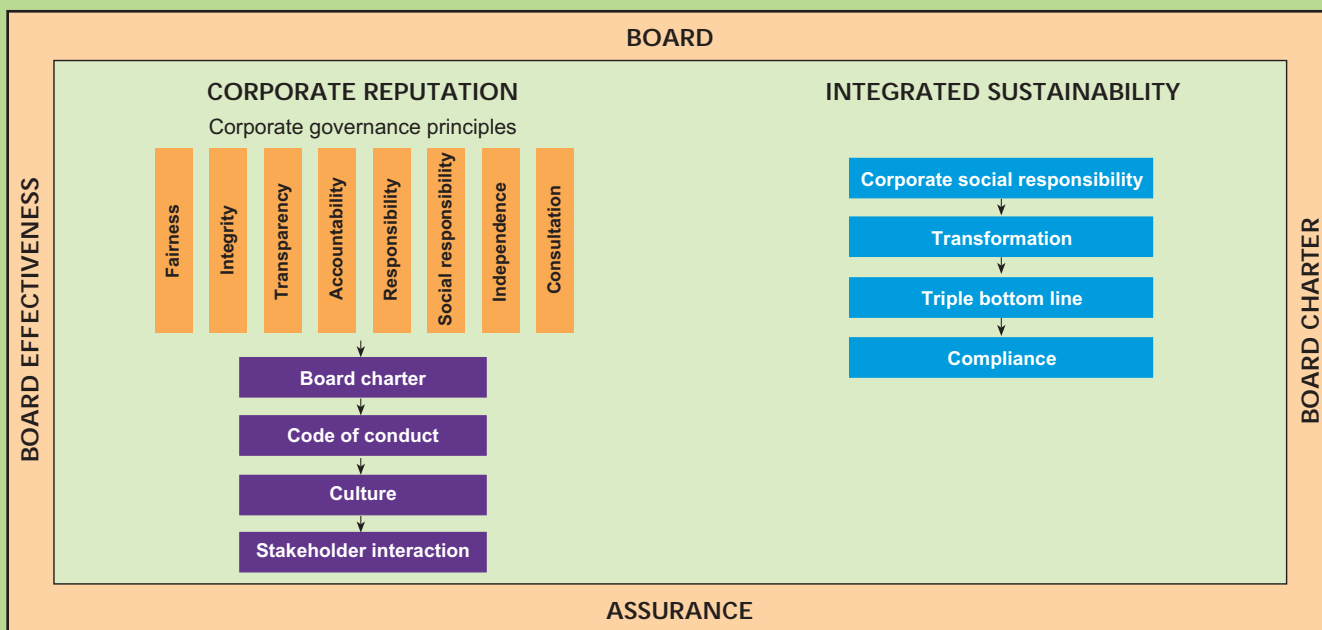 BOARD
BOARD EFFECTIVENESS
CORPORATE REPUTATION
Corporate governance principles
Fairness
Integrity
Transparency
Accountability
Responsibility
Social responsibility
Independence
Consultation
Board charter
Code of conduct
Culture
Stakeholder interaction
INTEGRATED SUSTAINABILITY
Corporate social responsibility
Transformation
Triple bottom line
Compliance
BOARD CHARTER
ASSURANCE